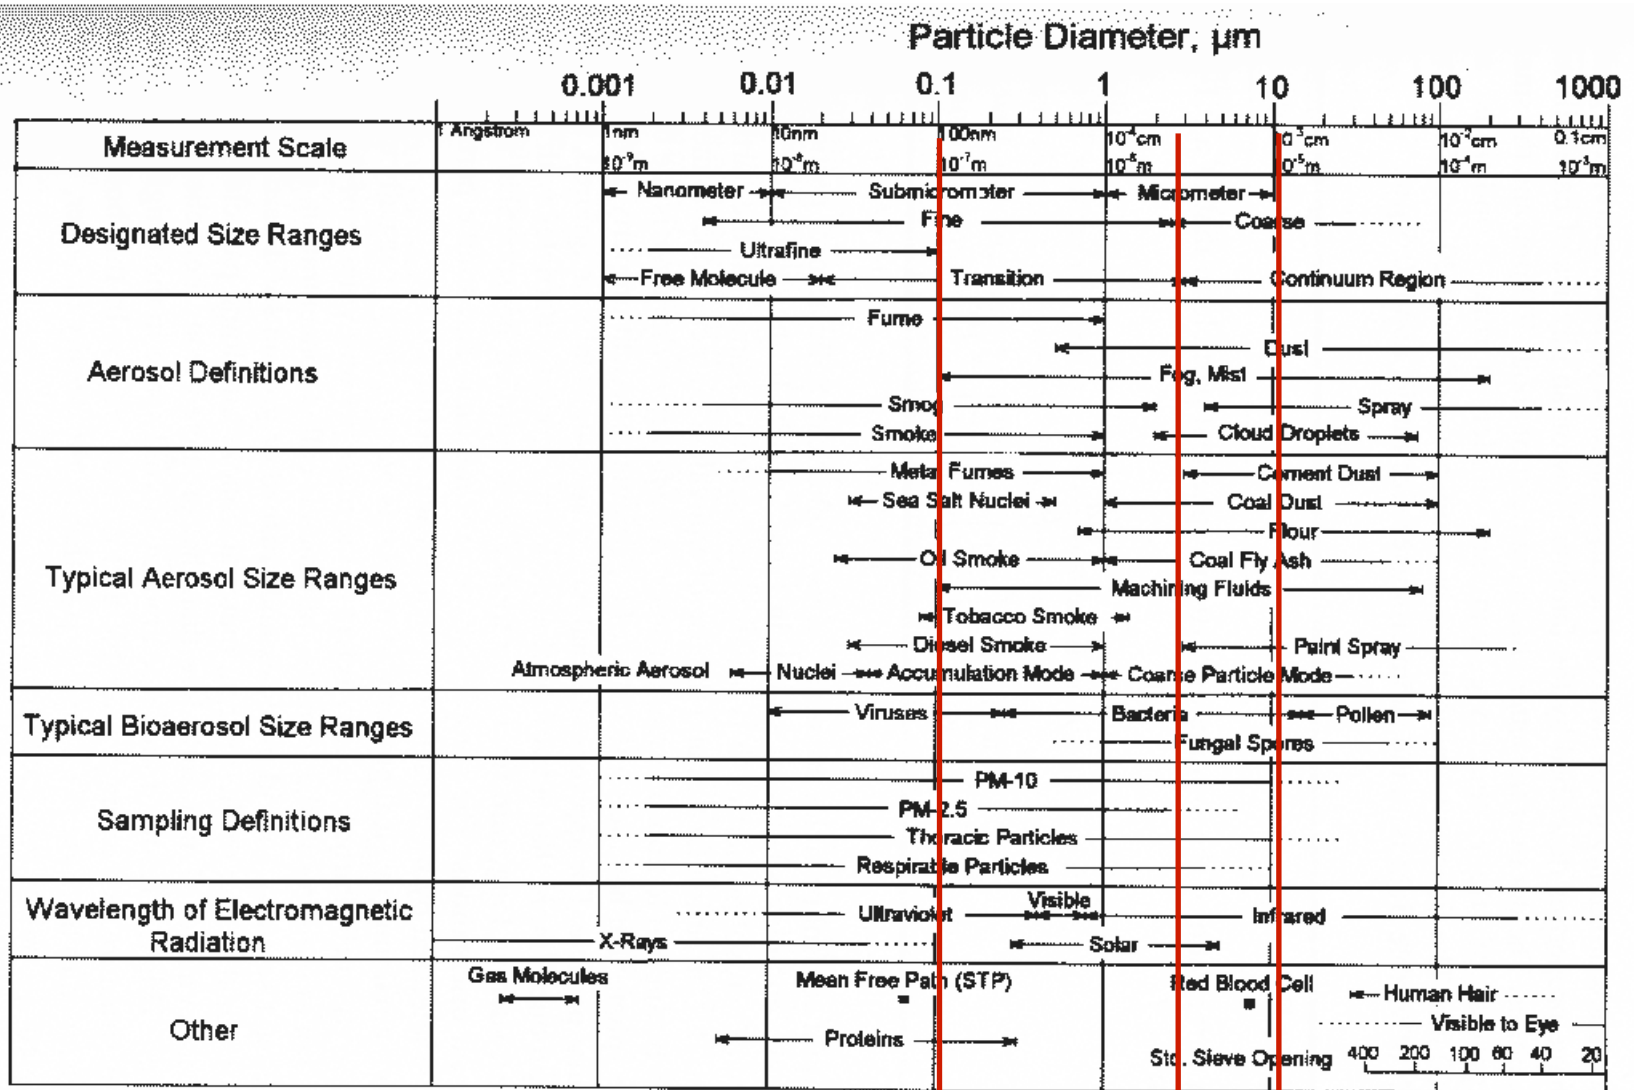 Particle Diameter, μm
0.001 0.01 0.1 1 10 100 1000
Measurement Scale
1 Angstrom 1nm 10nm 100nm 10⁻⁴cm 10⁻³cm 10⁻²cm 0.1cm
10⁻⁹m 10⁻⁸m 10⁻⁷m 10⁻⁶m 10⁻⁵m 10⁻⁴m 10⁻³m
Designated Size Ranges
Nanometer Submicrometer Micrometer
Fine Coarse
Ultrafine
Free Molecule Transition Continuum Region
Aerosol Definitions
Fume
Dust
Fog, Mist
Smog Spray
Smoke Cloud Droplets
Typical Aerosol Size Ranges
Metal Fumes Cement Dust
Sea Salt Nuclei Coal Dust
Flour
Oil Smoke Coal Fly Ash
Machining Fluids
Tobacco Smoke
Diesel Smoke Paint Spray
Atmospheric Aerosol Nuclei Accumulation Mode Coarse Particle Mode
Typical Bioaerosol Size Ranges
Viruses Bacteria Pollen
Fungal Spores
Sampling Definitions
PM-10
PM-2.5
Thoracic Particles
Respirable Particles
Wavelength of Electromagnetic
Radiation
Visible
Ultraviolet Infrared
X-Rays Solar
Other
Gas Molecules Mean Free Path (STP) Red Blood Cell
Human Hair
Visible to Eye
Proteins
Std. Sieve Opening 400 200 100 60 40 20